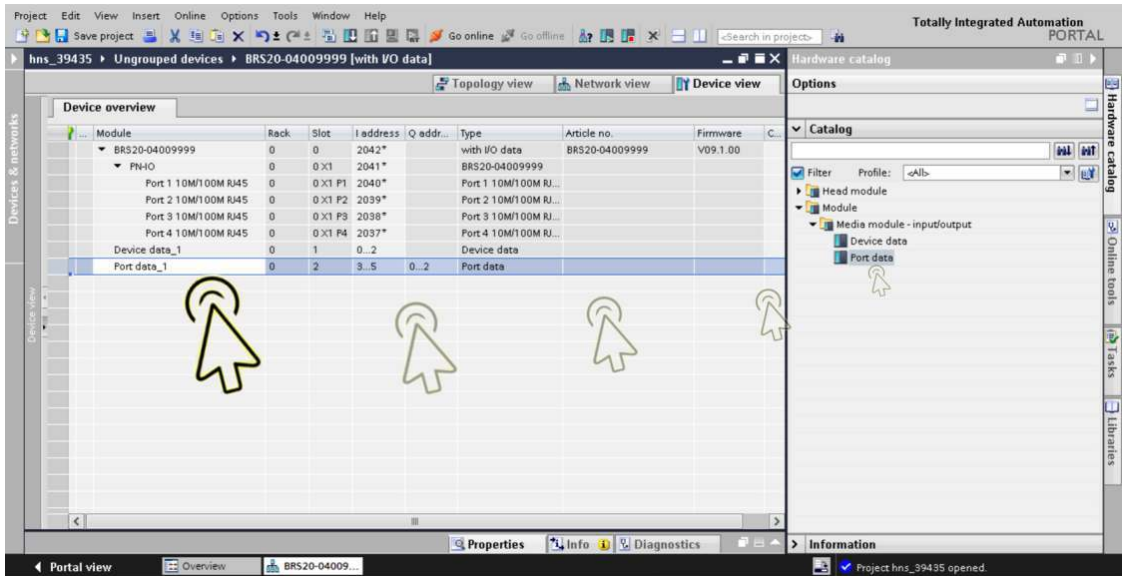 Project Edit View Insert Online Options Tools Window Help
Totally Integrated Automation
PORTAL
Save project Go online Go offline <Search in project>
hns_39435 ▸ Ungrouped devices ▸ BRS20-04009999 [with I/O data]
Hardware catalog
Topology view Network view Device view
Options
Device overview
Module Rack Slot I address Q addr... Type Article no. Firmware C...
BRS20-04009999 0 0 2042* with I/O data BRS20-04009999 V09.1.00
PN-IO 0 0 X1 2041* BRS20-04009999
Port 1 10M/100M RJ45 0 0 X1 P1 2040* Port 1 10M/100M RJ...
Port 2 10M/100M RJ45 0 0 X1 P2 2039* Port 2 10M/100M RJ...
Port 3 10M/100M RJ45 0 0 X1 P3 2038* Port 3 10M/100M RJ...
Port 4 10M/100M RJ45 0 0 X1 P4 2037* Port 4 10M/100M RJ...
Device data_1 0 1 0...2 Device data
Port data_1 0 2 3...5 0...2 Port data
Catalog
Filter Profile: <All>
Head module
Module
Media module - input/output
Device data
Port data
Devices & networks
Device view
Hardware catalog
Online tools
Tasks
Libraries
Properties Info Diagnostics
Information
Portal view Overview BRS20-04009...
Project hns_39435 opened.